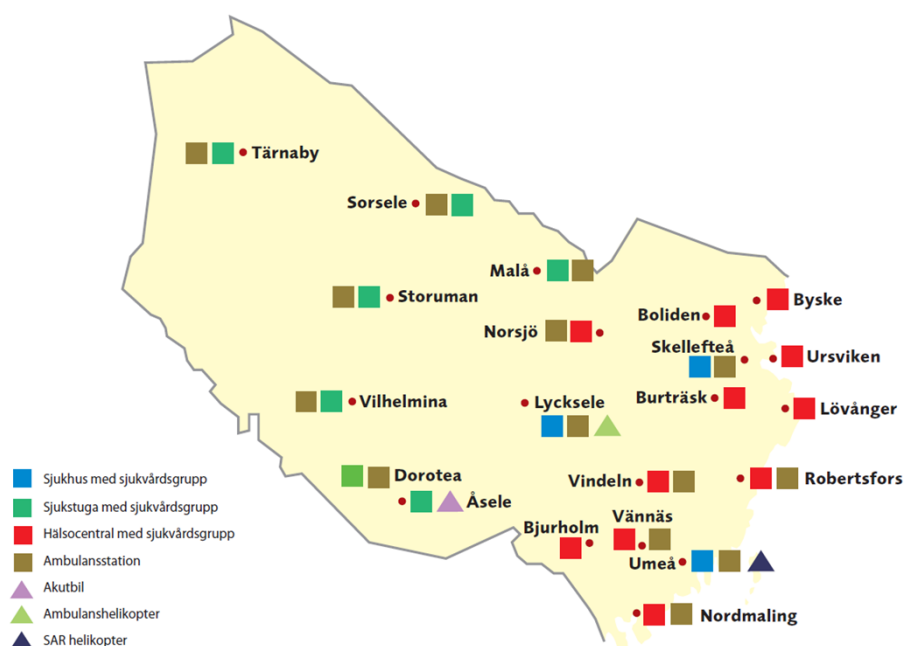 Tärnaby
Sorsele
Malå
Storuman
Byske
Boliden
Norsjö
Skellefteå
Ursviken
Vilhelmina
Lycksele
Burträsk
Lövånger
Dorotea
Vindeln
Robertsfors
Åsele
Bjurholm
Vännäs
Umeå
Nordmaling
Sjukhus med sjukvårdsgrupp
Sjukstuga med sjukvårdsgrupp
Hälsocentral med sjukvårdsgrupp
Ambulansstation
Akutbil
Ambulanshelikopter
SAR helikopter